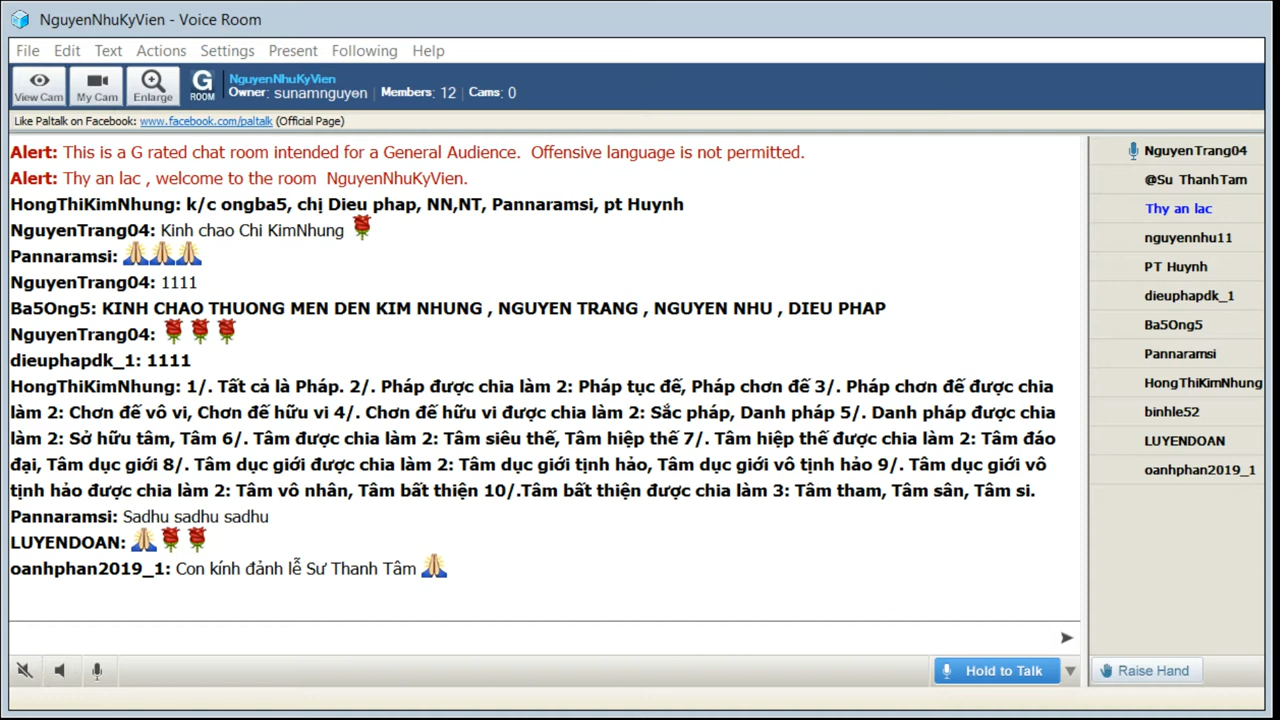 NguyenNhuKyVien - Voice Room
File Edit Text Actions Settings Present Following Help
View Cam My Cam Enlarge G ROOM
NguyenNhuKyVien
Owner: sunamnguyen | Members: 12 | Cams: 0
Like Paltalk on Facebook: www.facebook.com/paltalk (Official Page)
Alert: This is a G rated chat room intended for a General Audience. Offensive language is not permitted.
Alert: Thy an lac , welcome to the room NguyenNhuKyVien.
HongThiKimNhung: k/c ongba5, chị Dieu phap, NN,NT, Pannaramsi, pt Huynh
NguyenTrang04: Kinh chao Chi KimNhung
Pannaramsi:
NguyenTrang04: 1111
Ba5Ong5: KINH CHAO THUONG MEN DEN KIM NHUNG , NGUYEN TRANG , NGUYEN NHU , DIEU PHAP
NguyenTrang04:
dieuphapdk_1: 1111
HongThiKimNhung: 1/. Tất cả là Pháp. 2/. Pháp được chia làm 2: Pháp tục đế, Pháp chơn đế 3/. Pháp chơn đế được chia
làm 2: Chơn đế vô vi, Chơn đế hữu vi 4/. Chơn đế hữu vi được chia làm 2: Sắc pháp, Danh pháp 5/. Danh pháp được chia
làm 2: Sở hữu tâm, Tâm 6/. Tâm được chia làm 2: Tâm siêu thế, Tâm hiệp thế 7/. Tâm hiệp thế được chia làm 2: Tâm đáo
đại, Tâm dục giới 8/. Tâm dục giới được chia làm 2: Tâm dục giới tịnh hảo, Tâm dục giới vô tịnh hảo 9/. Tâm dục giới vô
tịnh hảo được chia làm 2: Tâm vô nhân, Tâm bất thiện 10/.Tâm bất thiện được chia làm 3: Tâm tham, Tâm sân, Tâm si.
Pannaramsi: Sadhu sadhu sadhu
LUYENDOAN:
oanhphan2019_1: Con kính đảnh lễ Sư Thanh Tâm
NguyenTrang04
@Su ThanhTam
Thy an lac
nguyennhu11
PT Huynh
dieuphapdk_1
Ba5Ong5
Pannaramsi
HongThiKimNhung
binhle52
LUYENDOAN
oanhphan2019_1
Hold to Talk
Raise Hand